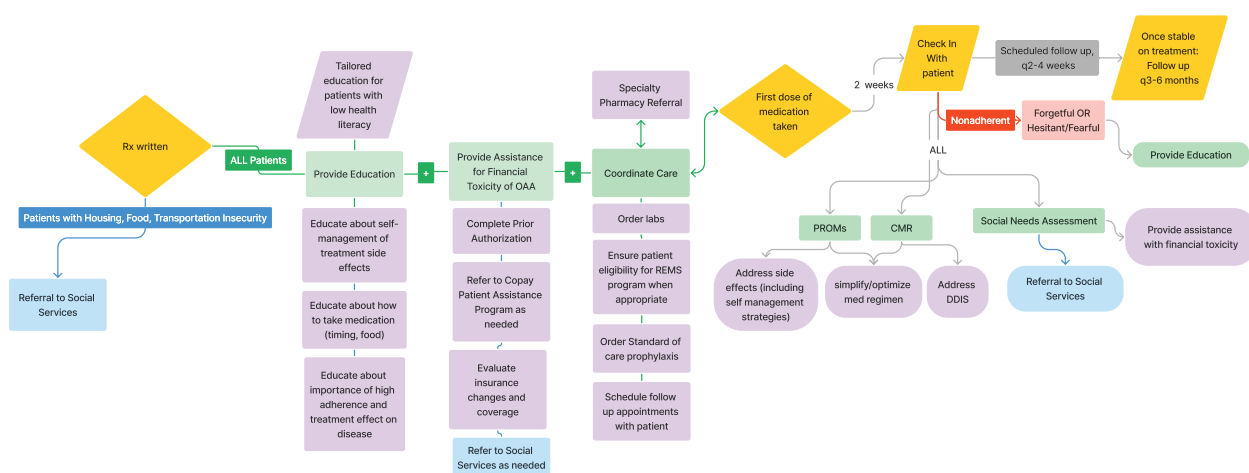 Rx written
ALL Patients
Patients with Housing, Food, Transportation Insecurity
Referral to Social
Services
Tailored
education for
patients with
low health
literacy
Provide Education
Educate about self-
management of
treatment side
effects
Educate about how
to take medication
(timing, food)
Educate about
importance of high
adherence and
treatment effect on
disease
+
Provide Assistance
for Financial
Toxicity of OAA
Complete Prior
Authorization
Refer to Copay
Patient Assistance
Program as
needed
Evaluate
insurance
changes and
coverage
Refer to Social
Services as needed
+
Specialty
Pharmacy Referral
Coordinate Care
Order labs
Ensure patient
eligibility for REMS
program when
appropriate
Order Standard of
care prophylaxis
Schedule follow
up appointments
with patient
First dose of
medication
taken
2 weeks
Check In
With
patient
Scheduled follow up,
q2-4 weeks
Once stable
on treatment:
Follow up
q3-6 months
Nonadherent
Forgetful OR
Hesitant/Fearful
Provide Education
ALL
PROMs
CMR
Social Needs Assessment
Provide assistance
with financial toxicity
Address side
effects (including
self management
strategies)
simplify/optimize
med regimen
Address
DDIS
Referral to Social
Services